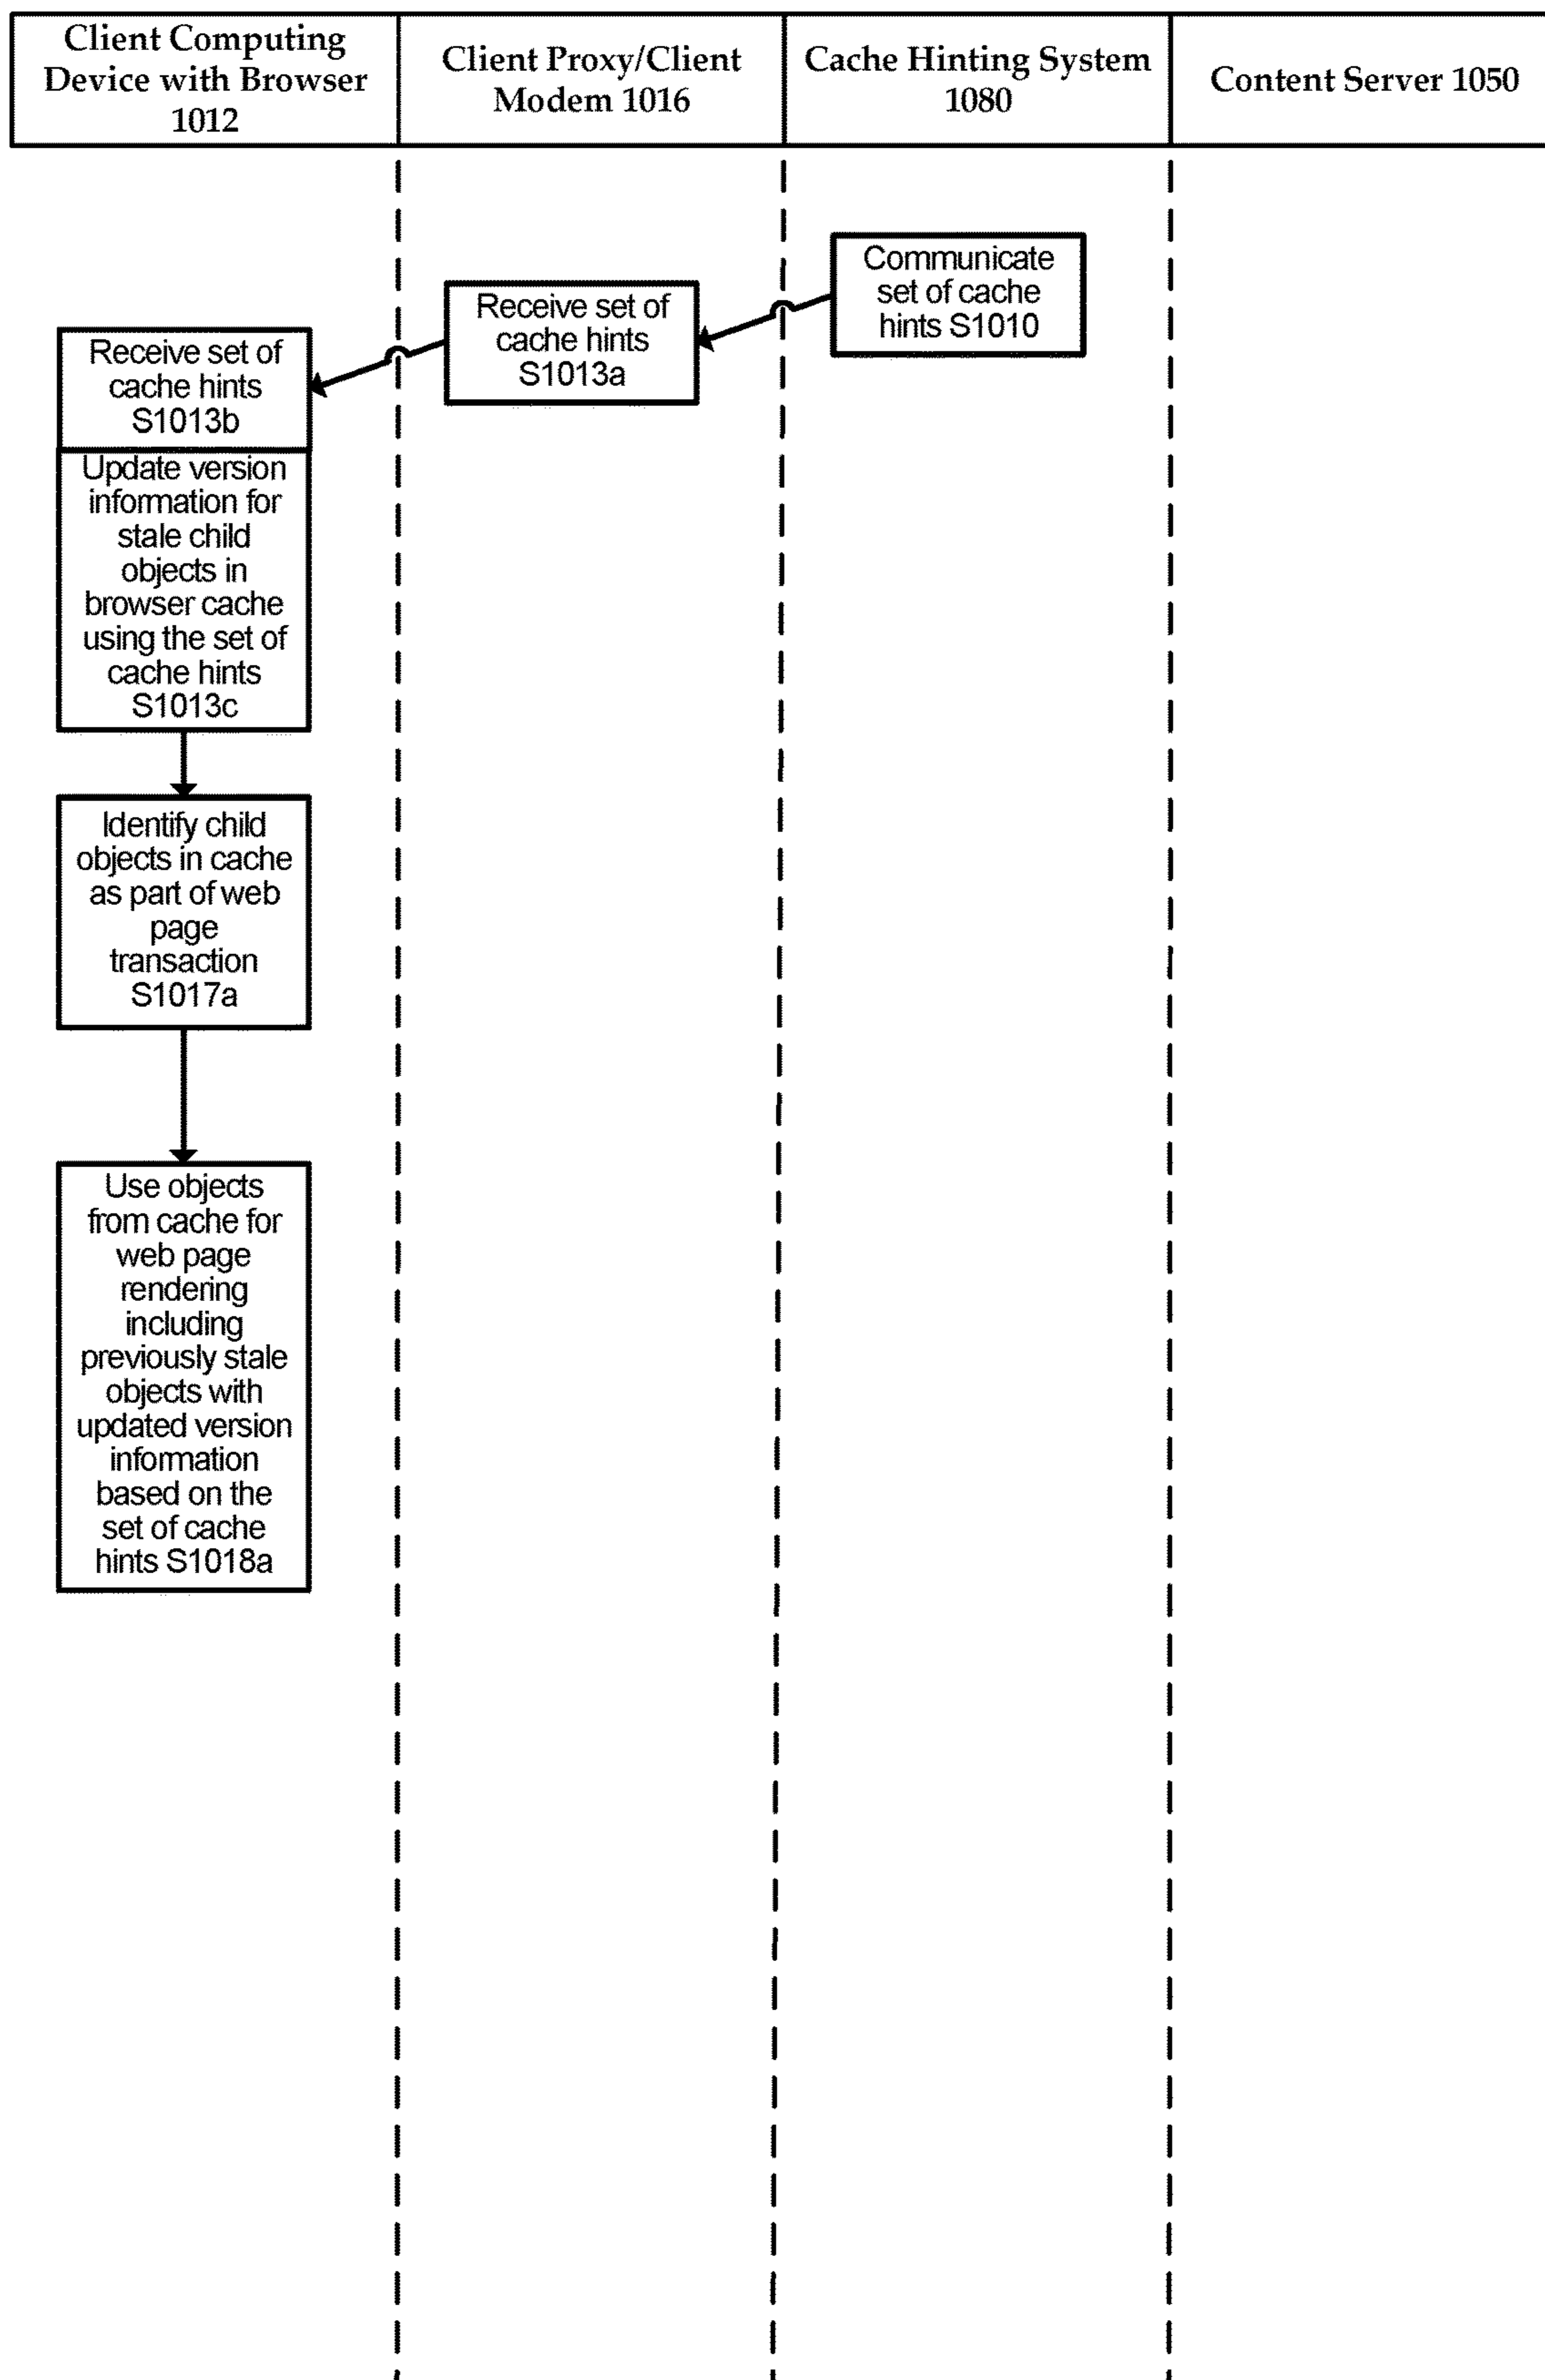 Client Computing
Device with Browser
1012
Client Proxy/Client
Modem 1016
Cache Hinting System
1080
Content Server 1050
Communicate
set of cache
hints S1010
Receive set of
cache hints
S1013a
Receive set of
cache hints
S1013b
Update version
information for
stale child
objects in
browser cache
using the set of
cache hints
S1013c
Identify child
objects in cache
as part of web
page
transaction
S1017a
Use objects
from cache for
web page
rendering
including
previously stale
objects with
updated version
information
based on the
set of cache
hints S1018a